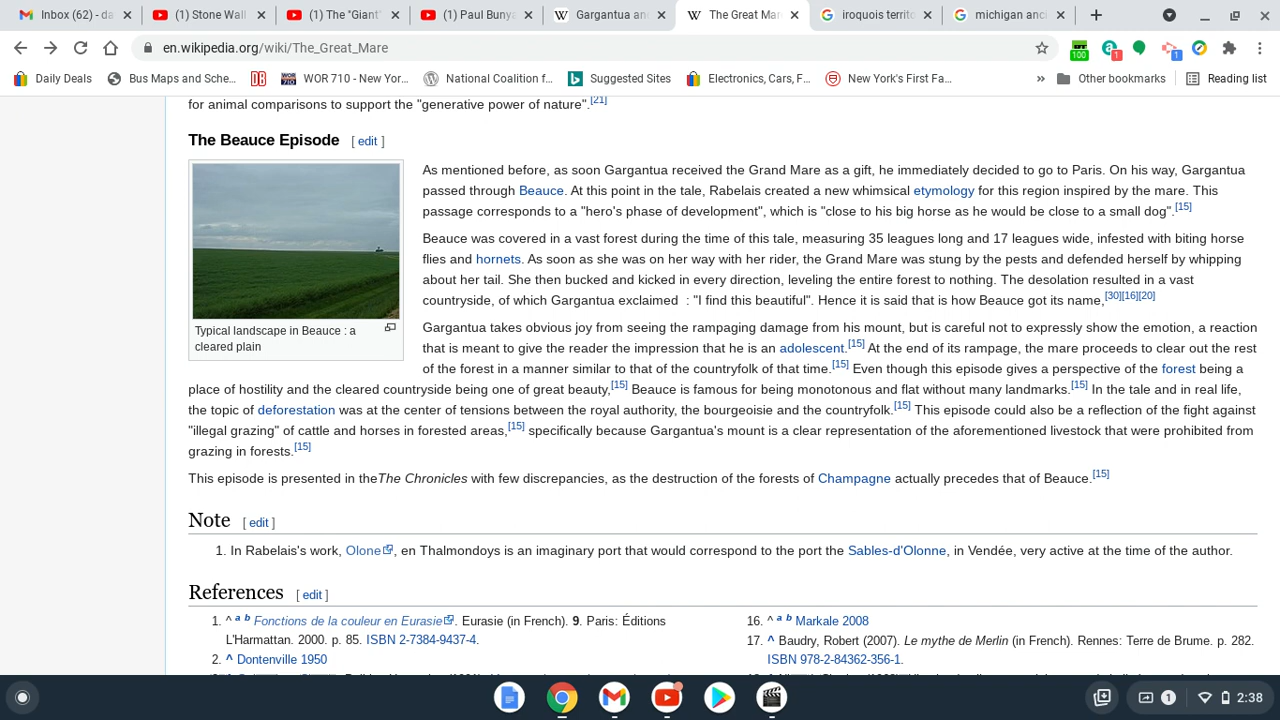 (1) Stone Wall
(1) The "Giant"
(1) Paul Bunya
Gargantua an
The Great Mar
iroquois territo
michigan anci
Inbox (62) - da
en.wikipedia.org/wiki/The_Great_Mare
100
1
1
Daily Deals
Bus Maps and Sche...
DB
WOR 710 - New Yor...
National Coalition f...
Suggested Sites
Electronics, Cars, F...
New York's First Fa...
»
Other bookmarks
Reading list
for animal comparisons to support the "generative power of nature".[21]
The Beauce Episode [ edit ]
As mentioned before, as soon Gargantua received the Grand Mare as a gift, he immediately decided to go to Paris. On his way, Gargantua
passed through Beauce. At this point in the tale, Rabelais created a new whimsical etymology for this region inspired by the mare. This
passage corresponds to a "hero's phase of development", which is "close to his big horse as he would be close to a small dog".[15]
Beauce was covered in a vast forest during the time of this tale, measuring 35 leagues long and 17 leagues wide, infested with biting horse
flies and hornets. As soon as she was on her way with her rider, the Grand Mare was stung by the pests and defended herself by whipping
about her tail. She then bucked and kicked in every direction, leveling the entire forest to nothing. The desolation resulted in a vast
countryside, of which Gargantua exclaimed : "I find this beautiful". Hence it is said that is how Beauce got its name,[30][16][20]
Typical landscape in Beauce : a
cleared plain
Gargantua takes obvious joy from seeing the rampaging damage from his mount, but is careful not to expressly show the emotion, a reaction
that is meant to give the reader the impression that he is an adolescent.[15] At the end of its rampage, the mare proceeds to clear out the rest
of the forest in a manner similar to that of the countryfolk of that time.[15] Even though this episode gives a perspective of the forest being a
place of hostility and the cleared countryside being one of great beauty,[15] Beauce is famous for being monotonous and flat without many landmarks.[15] In the tale and in real life,
the topic of deforestation was at the center of tensions between the royal authority, the bourgeoisie and the countryfolk.[15] This episode could also be a reflection of the fight against
"illegal grazing" of cattle and horses in forested areas,[15] specifically because Gargantua's mount is a clear representation of the aforementioned livestock that were prohibited from
grazing in forests.[15]
This episode is presented in theThe Chronicles with few discrepancies, as the destruction of the forests of Champagne actually precedes that of Beauce.[15]
Note [ edit ]
1. In Rabelais's work, Olone, en Thalmondoys is an imaginary port that would correspond to the port the Sables-d'Olonne, in Vendée, very active at the time of the author.
References [ edit ]
1. ^ a b Fonctions de la couleur en Eurasie. Eurasie (in French). 9. Paris: Éditions
L'Harmattan. 2000. p. 85. ISBN 2-7384-9437-4.
2. ^ Dontenville 1950
16. ^ a b Markale 2008
17. ^ Baudry, Robert (2007). Le mythe de Merlin (in French). Rennes: Terre de Brume. p. 282.
ISBN 978-2-84362-356-1.
1
2:38